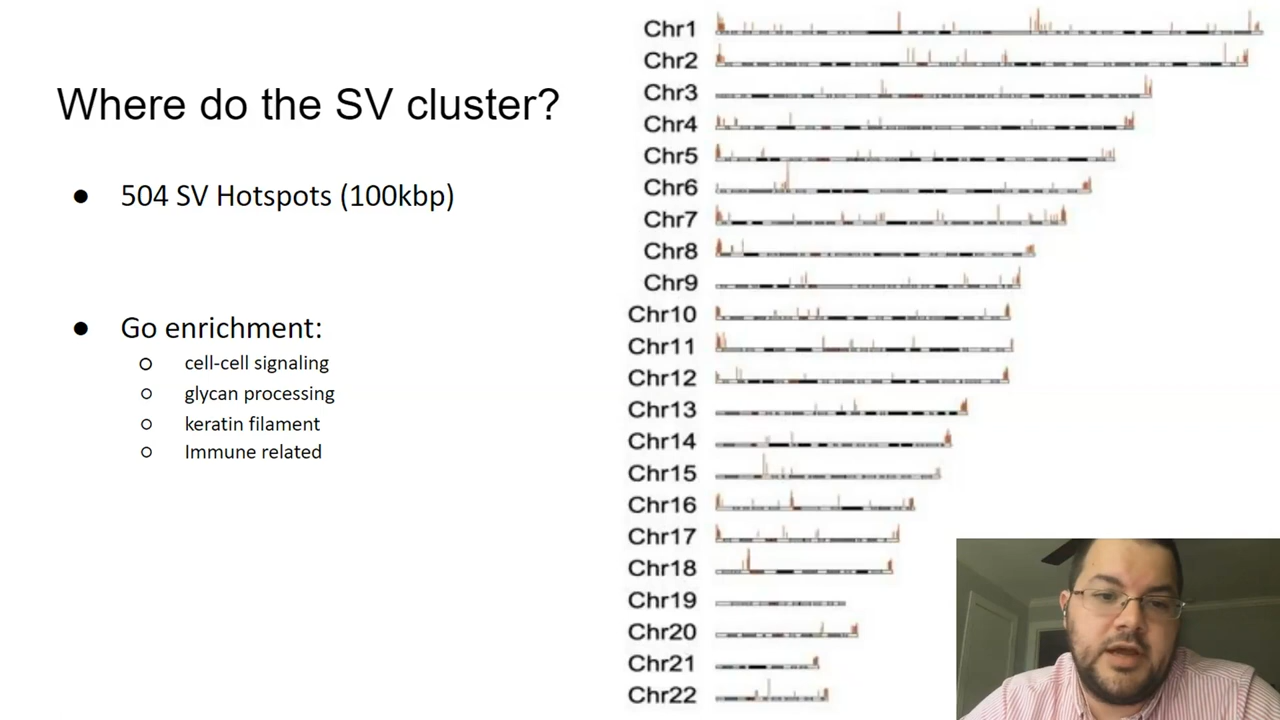 Where do the SV cluster?
● 504 SV Hotspots (100kbp)
● Go enrichment:
○ cell-cell signaling
○ glycan processing
○ keratin filament
○ Immune related
Chr1
Chr2
Chr3
Chr4
Chr5
Chr6
Chr7
Chr8
Chr9
Chr10
Chr11
Chr12
Chr13
Chr14
Chr15
Chr16
Chr17
Chr18
Chr19
Chr20
Chr21
Chr22